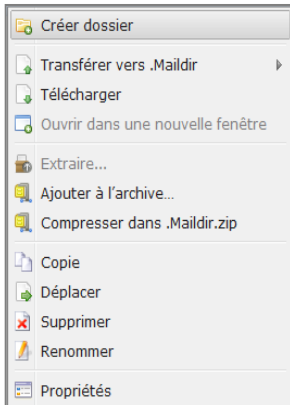 Créer dossier
Transférer vers .Maildir
Télécharger
Ouvrir dans une nouvelle fenêtre
Extraire...
Ajouter à l'archive...
Compresser dans .Maildir.zip
Copie
Déplacer
Supprimer
Renommer
Propriétés